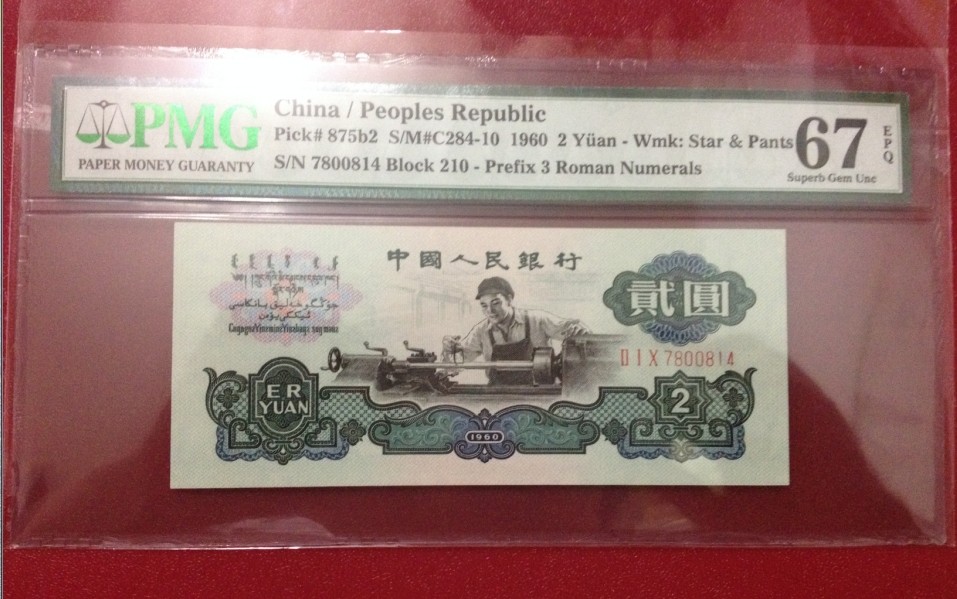 PMG
PAPER MONEY GUARANTY
China / Peoples Republic
Pick# 875b2 S/M#C284-10 1960 2 Yüan - Wmk: Star & Pants
S/N 7800814 Block 210 - Prefix 3 Roman Numerals
67
EPQ
Superb Gem Unc
中國人民銀行
貳圓
7800814
ER
YUAN
1960
2